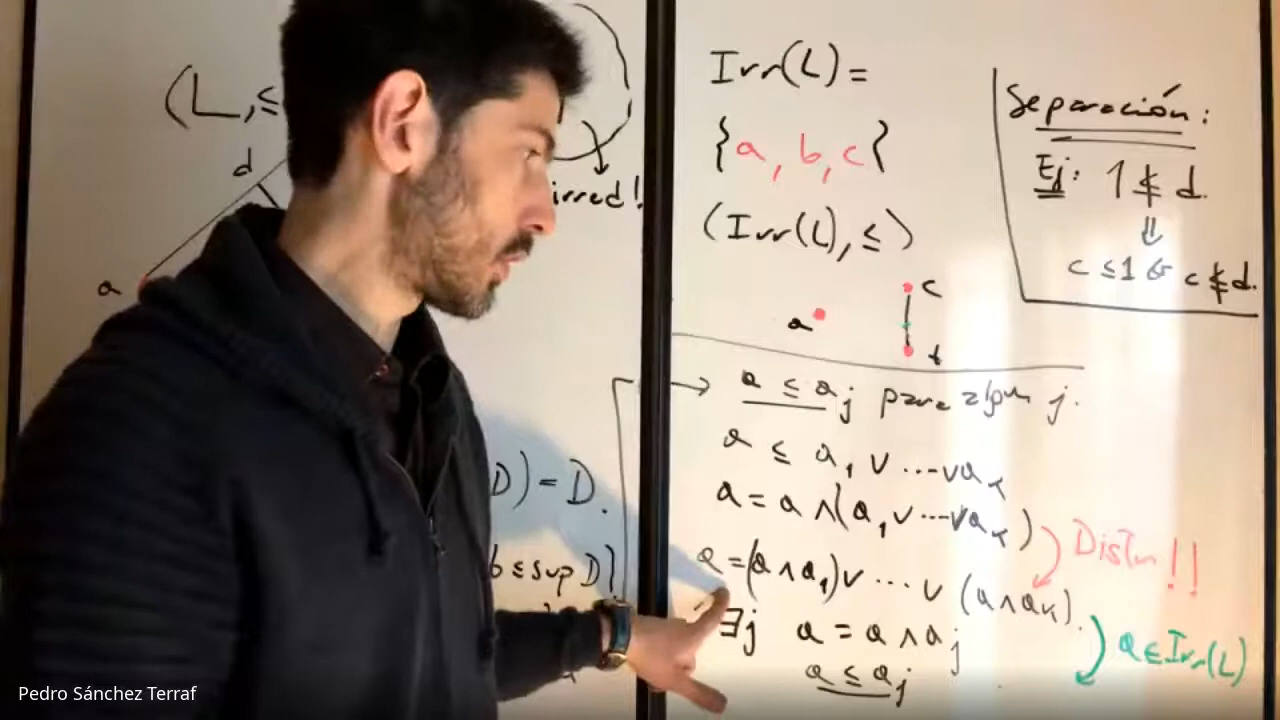 (L, ≤
d
a
irred!
D) = D.
b ≤ sup D}
Irr(L) =
{a, b, c}
(Irr(L), ≤)
a
c
b
Separación:
Ej: 1 ≰ d.
⇓
c ≤ 1 & c ≰ d.
a ≤ aj para algún j.
a ≤ a1 ∨ ... ∨ ak
a = a ∧ (a1 ∨ ... ∨ ak)
Distr!!
a = (a ∧ a1) ∨ ... ∨ (a ∧ ak).
∃j a = a ∧ aj
a ∈ Irr(L)
a ≤ aj
Pedro Sánchez Terraf